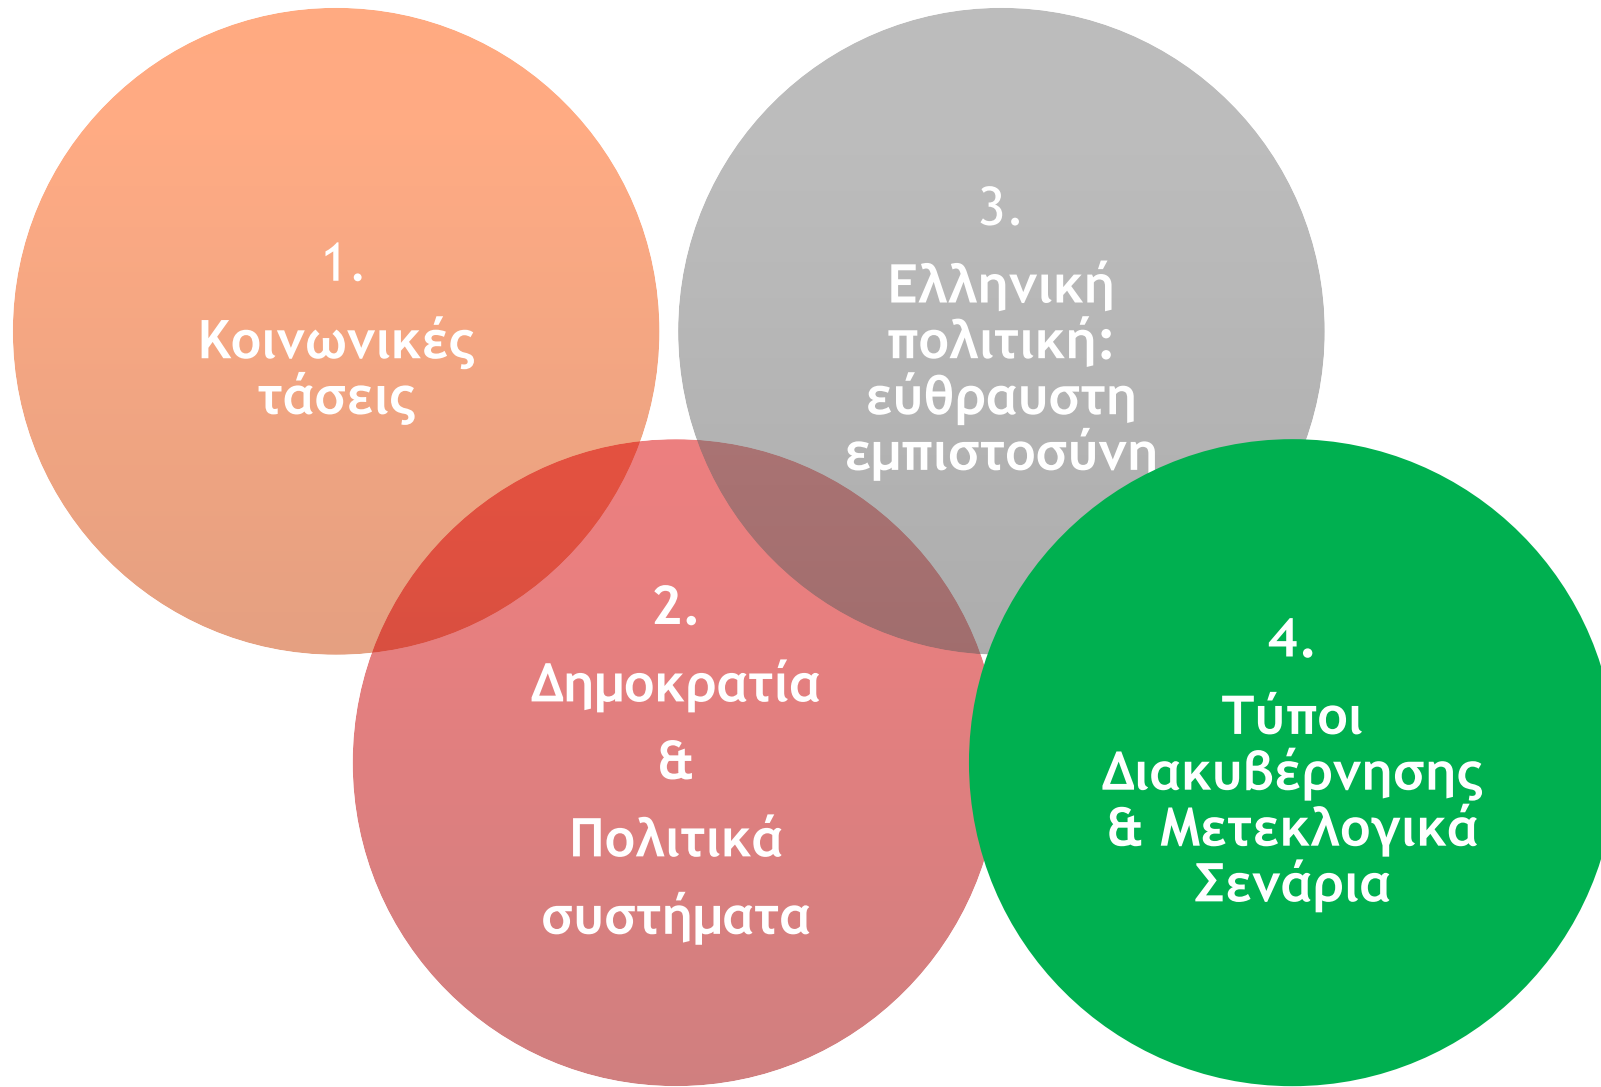 1.
Κοινωνικές
τάσεις
2.
Δημοκρατία
&
Πολιτικά
συστήματα
3.
Ελληνική
πολιτική:
εύθραυστη
εμπιστοσύνη
4.
Τύποι
Διακυβέρνησης
& Μετεκλογικά
Σενάρια